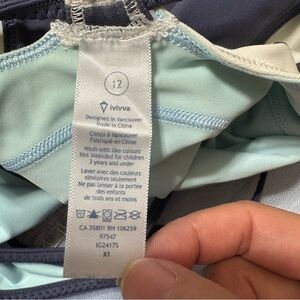 12
ivivva
Designed in Vancouver
Made in China
Conçu à Vancouver
Fabriqué en Chine
Wash with like colours
Not intended for children
3 years and under
Laver avec des couleurs
similaires seulement
Ne pas laisser à la portée
des enfants
de trois ans et moins
CA 35801 RN 106259
97547
IG2417S
X1